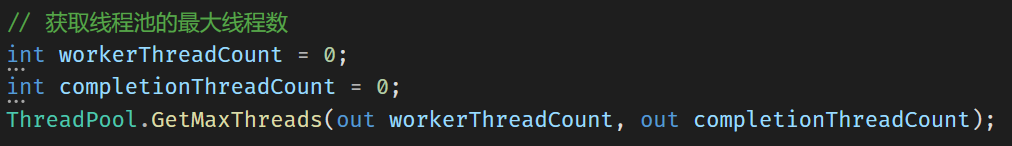 // 获取线程池的最大线程数
int workerThreadCount = 0;
int completionThreadCount = 0;
ThreadPool.GetMaxThreads(out workerThreadCount, out completionThreadCount);